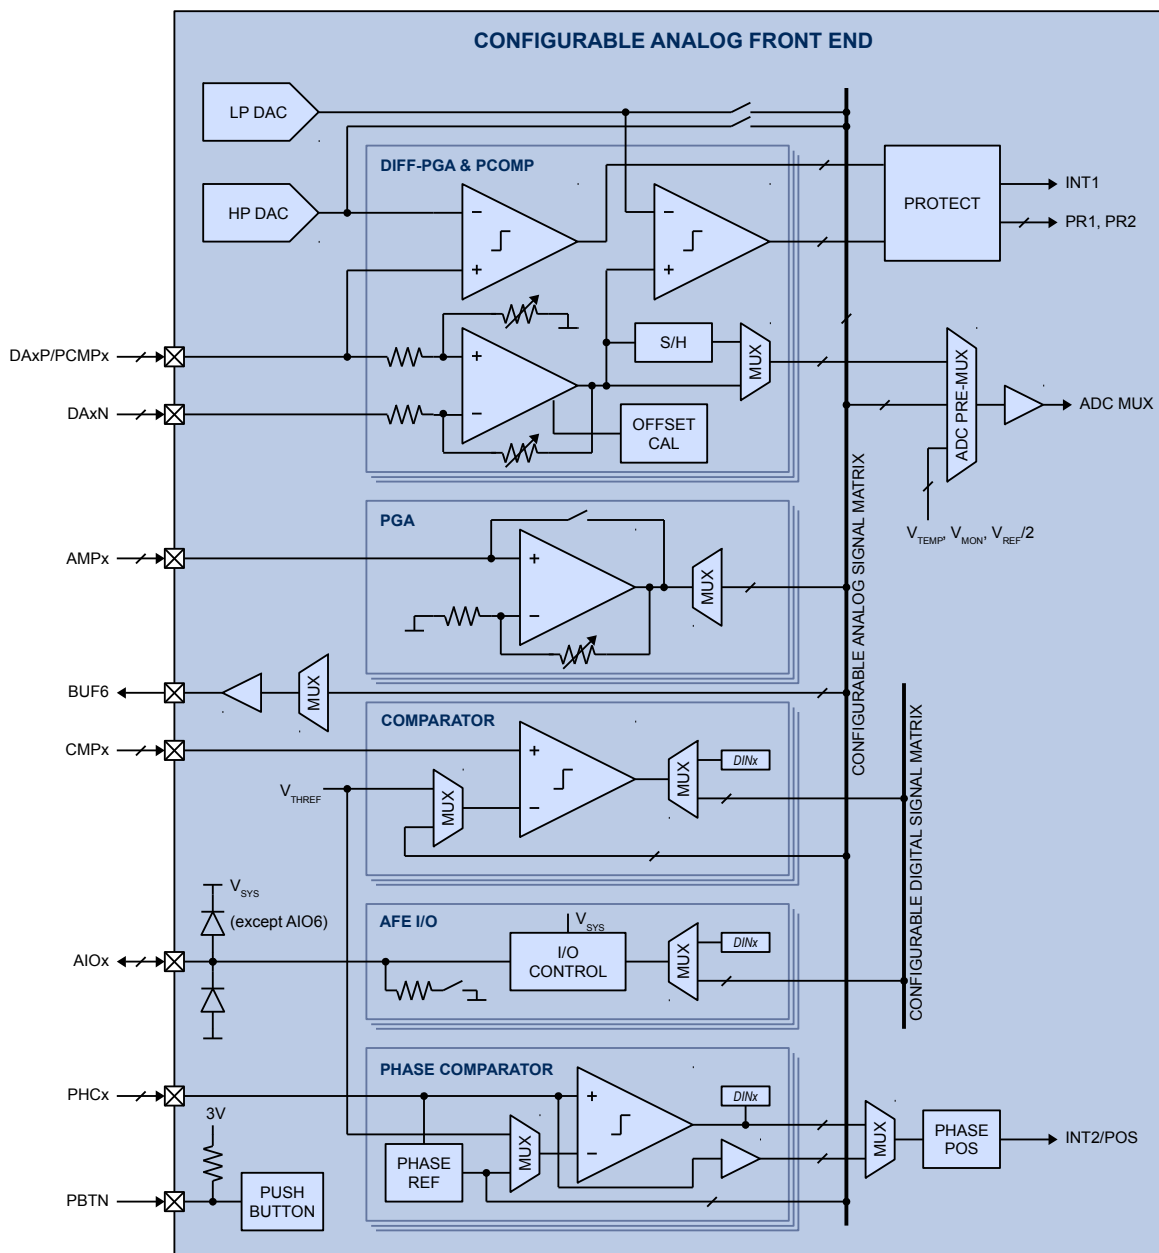 CONFIGURABLE ANALOG FRONT END
LP DAC
HP DAC
DIFF-PGA & PCOMP
−
+
−
+
PROTECT
INT1
PR1, PR2
DAxP/PCMPx
DAxN
+
−
S/H
MUX
OFFSET
CAL
ADC PRE-MUX
ADC MUX
VTEMP, VMON, VREF/2
CONFIGURABLE ANALOG SIGNAL MATRIX
PGA
AMPx
+
−
MUX
BUF6
MUX
COMPARATOR
CMPx
VTHREF
MUX
+
−
MUX
DINx
CONFIGURABLE DIGITAL SIGNAL MATRIX
VSYS
(except AIO6)
AIOx
AFE I/O
VSYS
I/O
CONTROL
MUX
DINx
PHASE COMPARATOR
PHCx
3V
PBTN
PUSH
BUTTON
PHASE
REF
MUX
+
−
DINx
MUX
PHASE
POS
INT2/POS